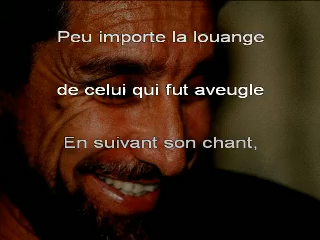 Peu importe la louange
de celui qui fut aveugle
En suivant son chant,